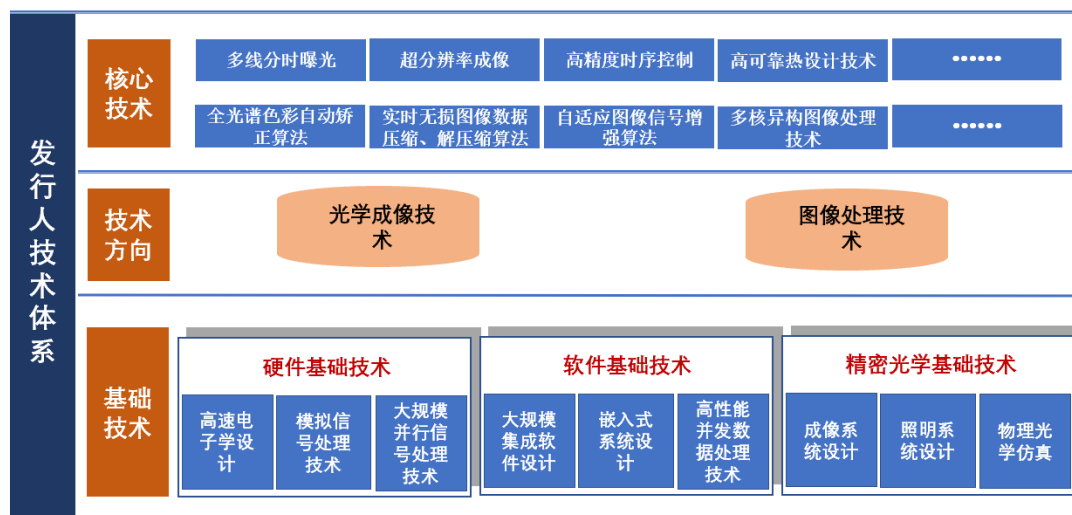 发行人技术体系
核心
技术
多线分时曝光
超分辨率成像
高精度时序控制
高可靠热设计技术
••••••
全光谱色彩自动矫
正算法
实时无损图像数据
压缩、解压缩算法
自适应图像信号增
强算法
多核异构图像处理
技术
••••••
技术
方向
光学成像技
术
图像处理技
术
基础
技术
硬件基础技术
高速电
子学设
计
模拟信
号处理
技术
大规模
并行信
号处理
技术
软件基础技术
大规模
集成软
件设计
嵌入式
系统设
计
高性能
并发数
据处理
技术
精密光学基础技术
成像系
统设计
照明系
统设计
物理光
学仿真